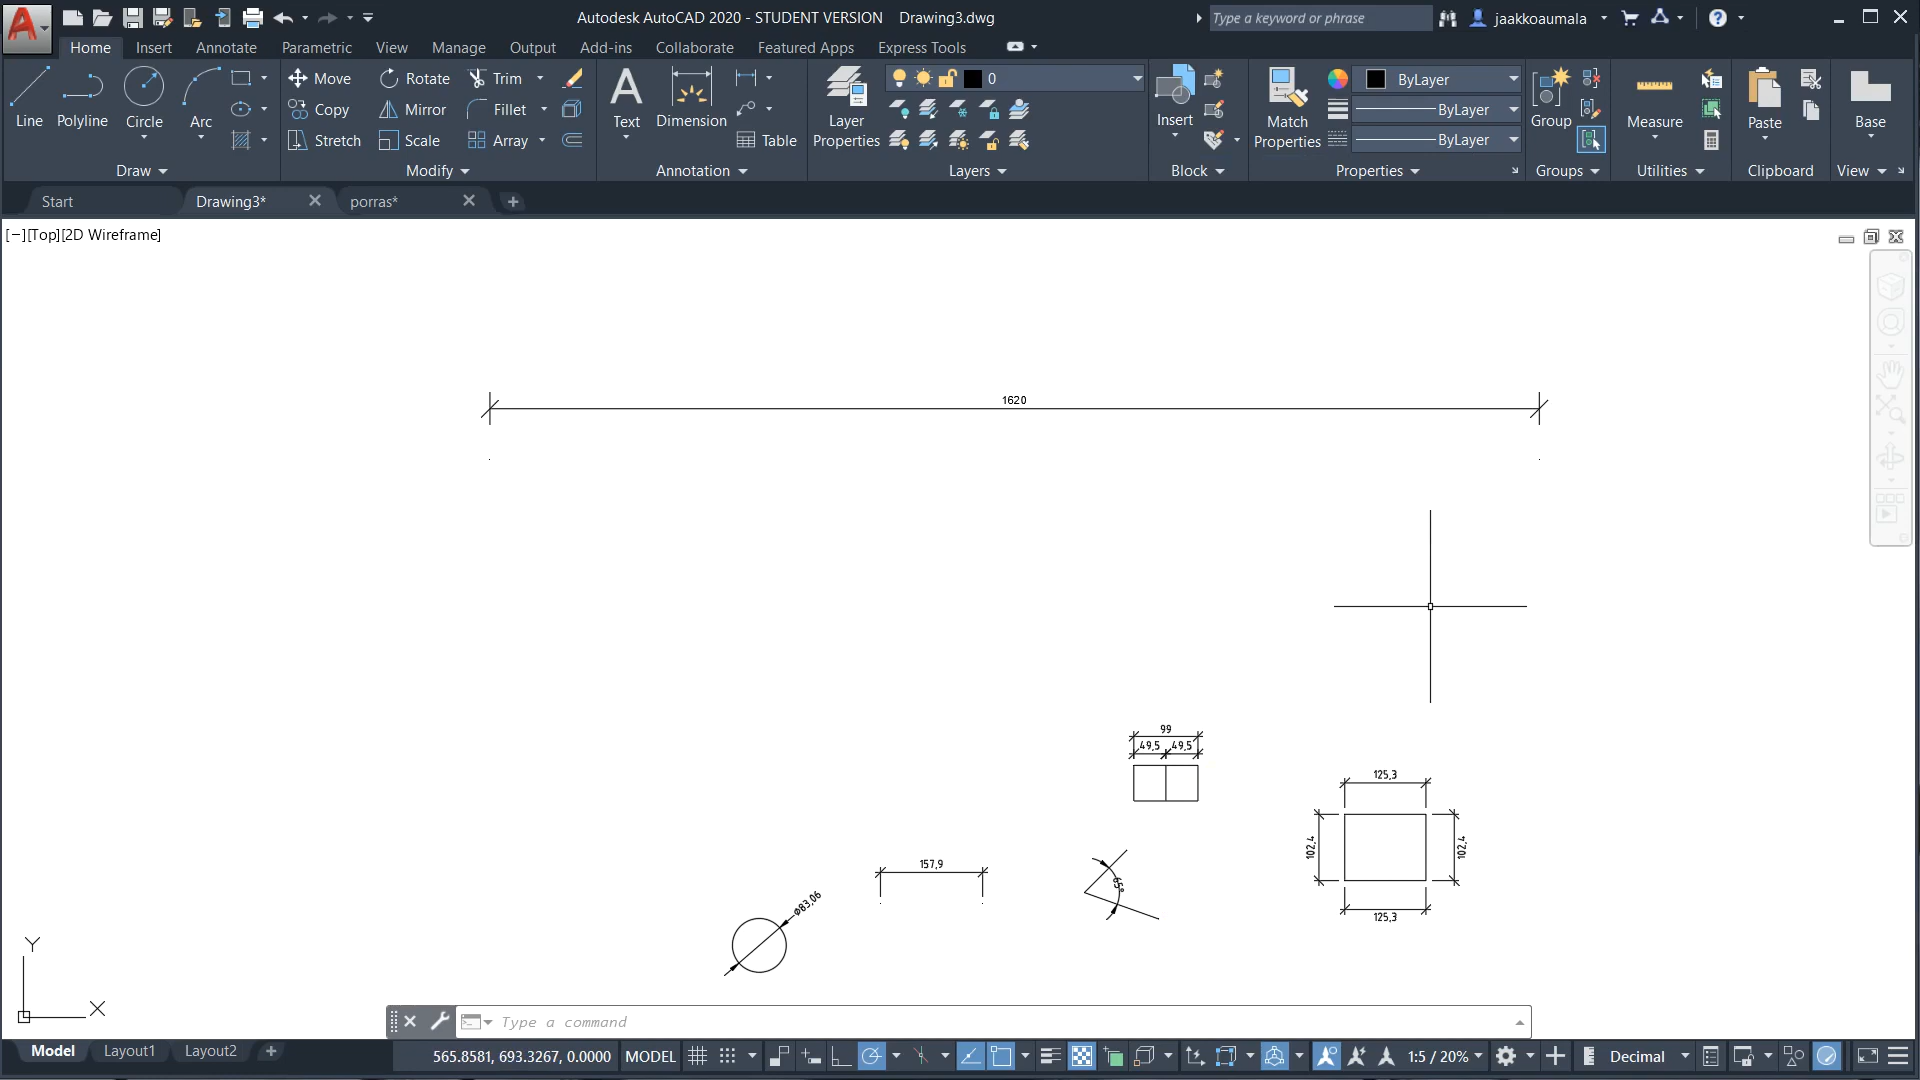 Autodesk AutoCAD 2020 - STUDENT VERSION Drawing3.dwg
Type a keyword or phrase
jaakkoaumala
Home Insert Annotate Parametric View Manage Output Add-ins Collaborate Featured Apps Express Tools
Line Polyline Circle Arc
Move Rotate Trim
Copy Mirror Fillet
Stretch Scale Array
Text Dimension
Table
Layer Properties
0
Insert
Match Properties
ByLayer
ByLayer
ByLayer
Group
Measure
Paste
Base
Draw Modify Annotation Layers Block Properties Groups Utilities Clipboard View
Start Drawing3* porras*
[−][Top][2D Wireframe]
1620
99
49,5 49,5
125,3
102,4 102,4
125,3
157,9
65°
ø83,06
Y
X
Type a command
Model Layout1 Layout2
565.8581, 693.3267, 0.0000 MODEL
1:5 / 20%
Decimal